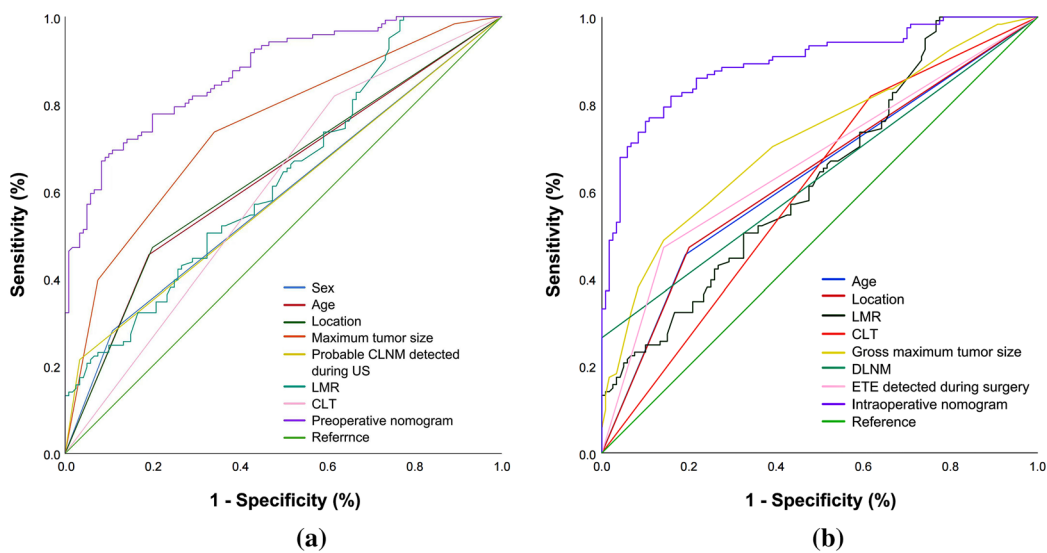 1.0
0.8
0.6
0.4
0.2
0.0
Sensitivity (%)
Sex
Age
Location
Maximum tumor size
Probable CLNM detected
during US
LMR
CLT
Preoperative nomogram
Referrnce
0.0 0.2 0.4 0.6 0.8 1.0
1 - Specificity (%)
(a)
1.0
0.8
0.6
0.4
0.2
0.0
Sensitivity (%)
Age
Location
LMR
CLT
Gross maximum tumor size
DLNM
ETE detected during surgery
Intraoperative nomogram
Reference
0.0 0.2 0.4 0.6 0.8 1.0
1 - Specificity (%)
(b)